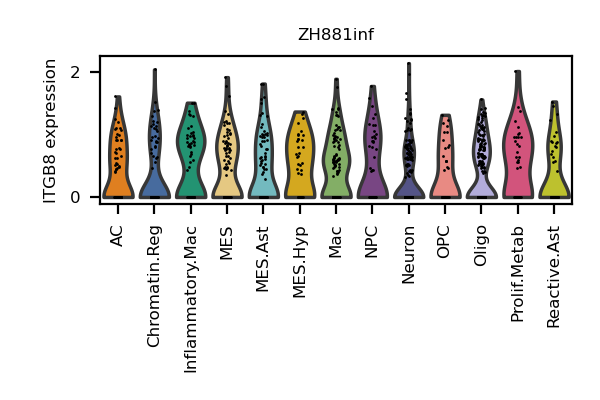 ZH881inf
ITGB8 expression
2
0
AC
Chromatin.Reg
Inflammatory.Mac
MES
MES.Ast
MES.Hyp
Mac
NPC
Neuron
OPC
Oligo
Prolif.Metab
Reactive.Ast